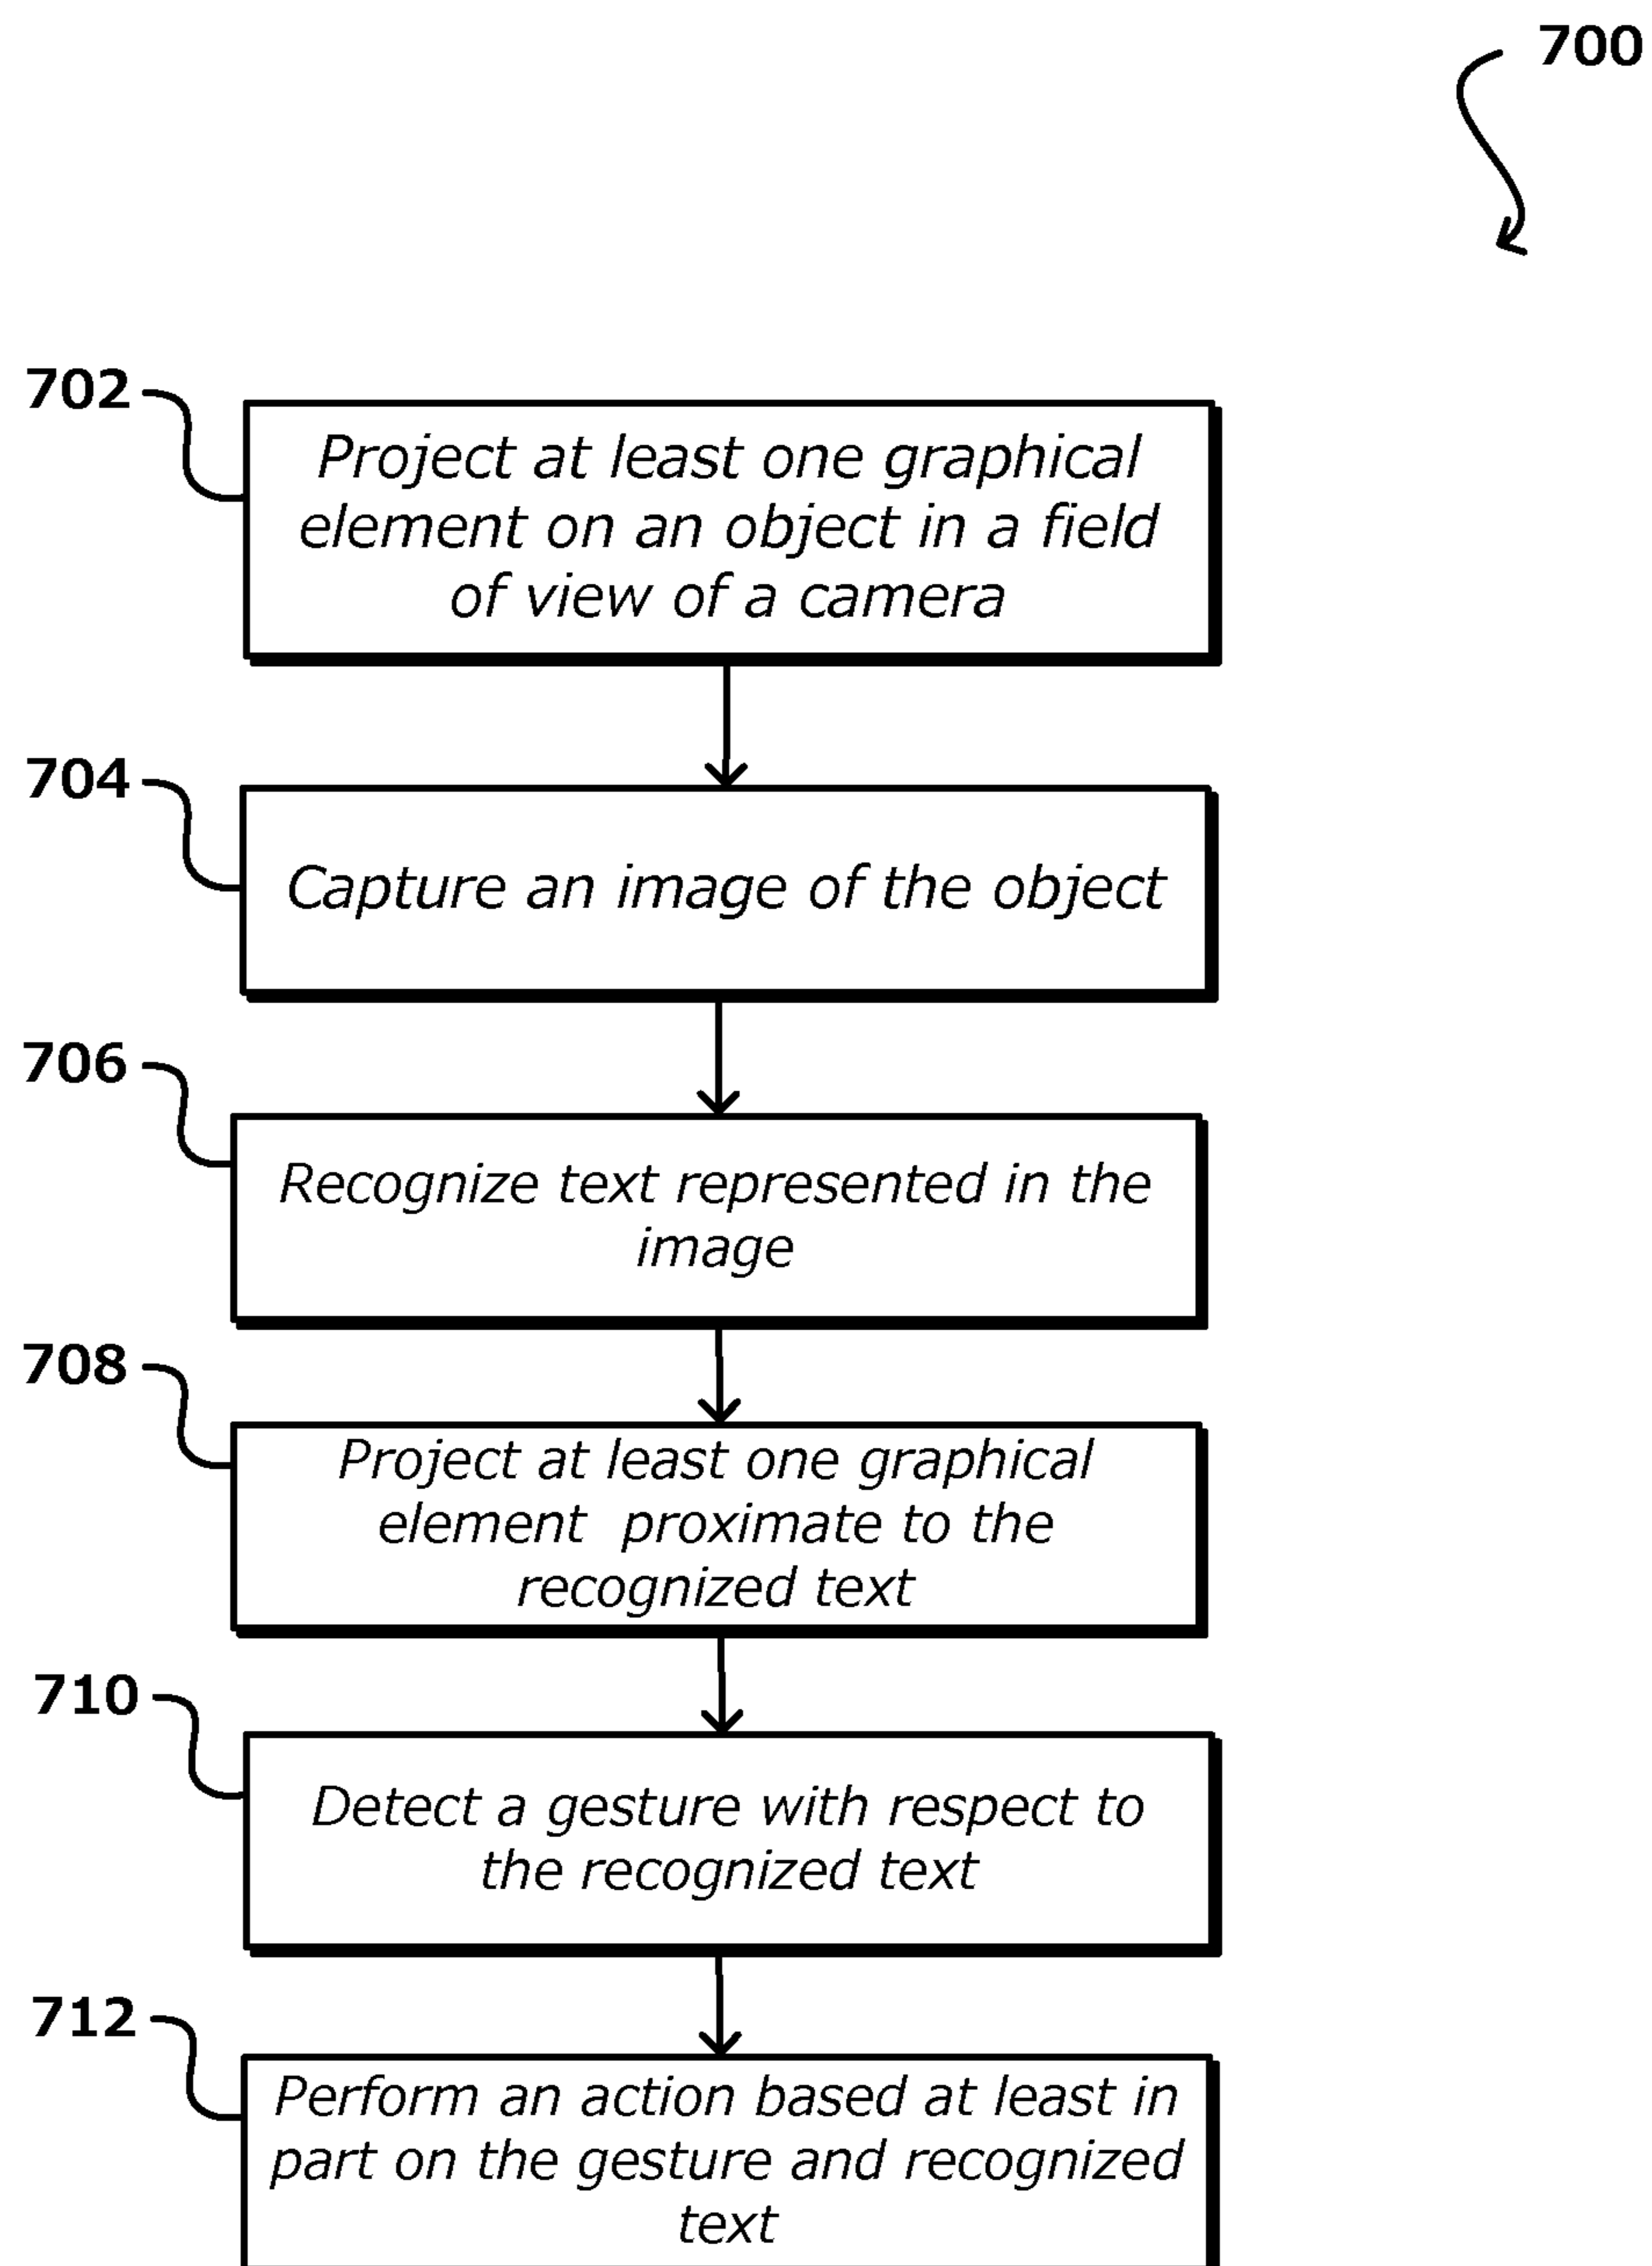 700
702
Project at least one graphical
element on an object in a field
of view of a camera
704
Capture an image of the object
706
Recognize text represented in the
image
708
Project at least one graphical
element proximate to the
recognized text
710
Detect a gesture with respect to
the recognized text
712
Perform an action based at least in
part on the gesture and recognized
text